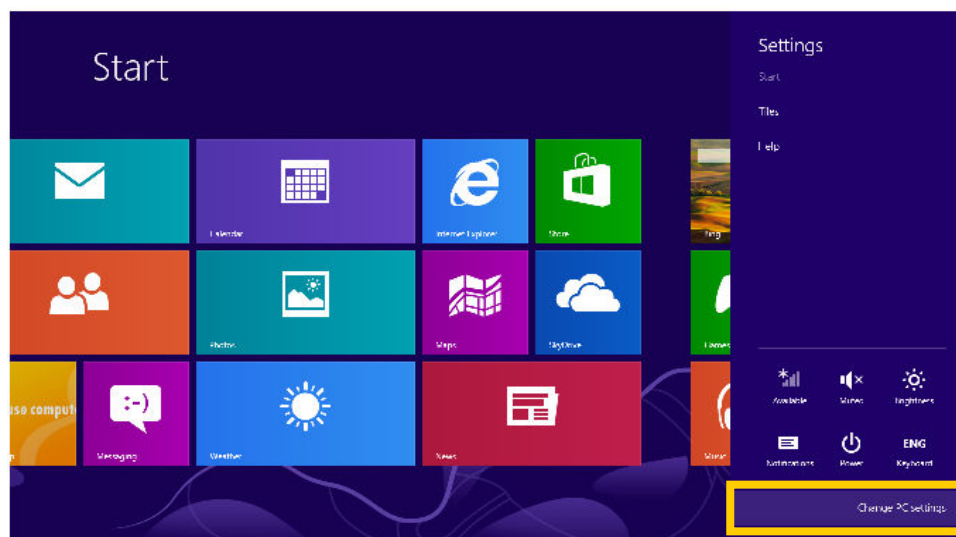 Start
Settings
Start
Tiles
Help
Calendar
Internet Explorer
Store
Bing
Photos
Maps
SkyDrive
Games
use comput
:-)
p
Messaging
Weather
News
Music
Available
Muted
Brightness
Notifications
Power
ENG
Keyboard
Change PC settings